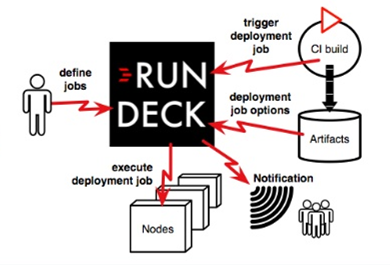 trigger
deployment
job
CI build
define
jobs
RUN
DECK
deployment
job options
Artifacts
execute
deployment job
Notification
Nodes